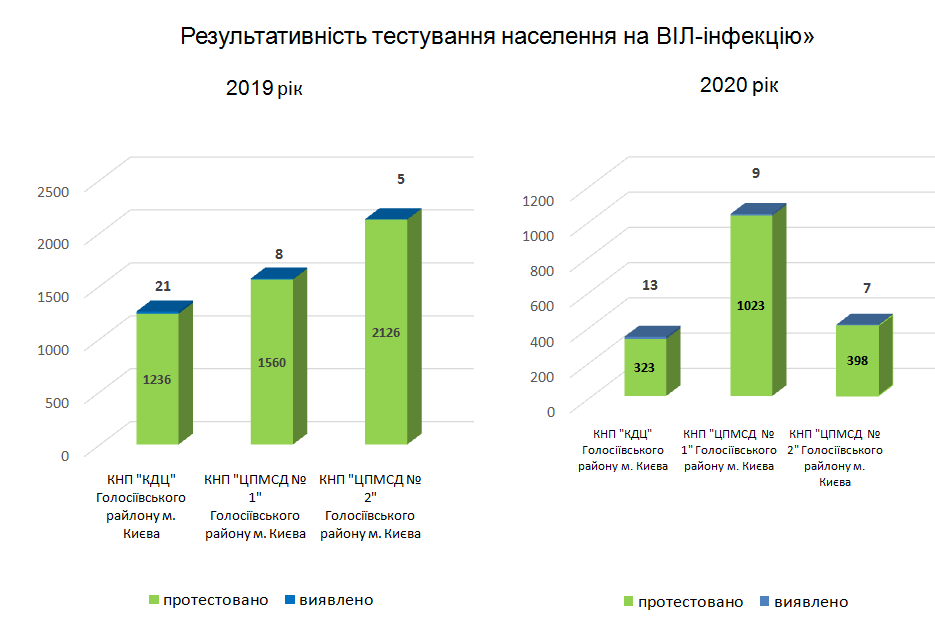 Результативність тестування населення на ВІЛ-інфекцію»
2019 рік
2500
2000
1500
1000
500
0
21
8
5
1236
1560
2126
КНП "КДЦ"
Голосіївського
райлону м.
Києва
КНП "ЦПМСД №
1"
Голосіївського
району м. Києва
КНП "ЦПМСД №
2"
Голосіївського
району м. Києва
протестовано
виявлено
2020 рік
1200
1000
800
600
400
200
0
13
9
7
323
1023
398
КНП "КДЦ"
Голосіївського
району м. Києва
КНП "ЦПМСД №
1" Голосіївського
району м. Києва
КНП "ЦПМСД №
2" Голосіївського
райлону м.
Києва
протестовано
виявлено